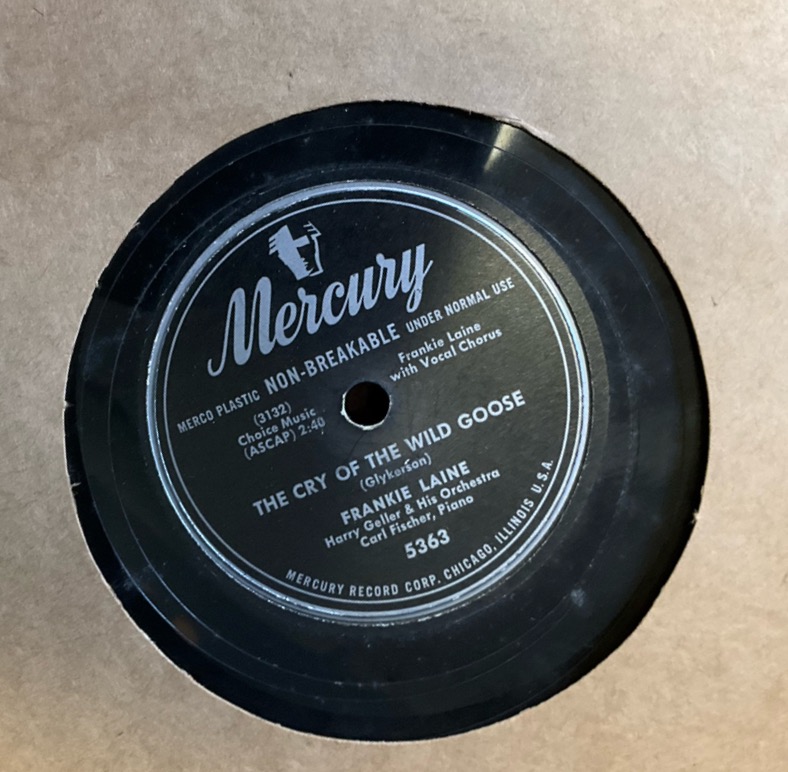 Mercury
MERCO PLASTIC NON-BREAKABLE UNDER NORMAL USE
(3132)
Choice Music
(ASCAP) 2:40
Frankie Laine
with Vocal Chorus
THE CRY OF THE WILD GOOSE
(Glykerson)
FRANKIE LAINE
Harry Geller & His Orchestra
Carl Fischer, Piano
5363
MERCURY RECORD CORP. CHICAGO, ILLINOIS U.S.A.